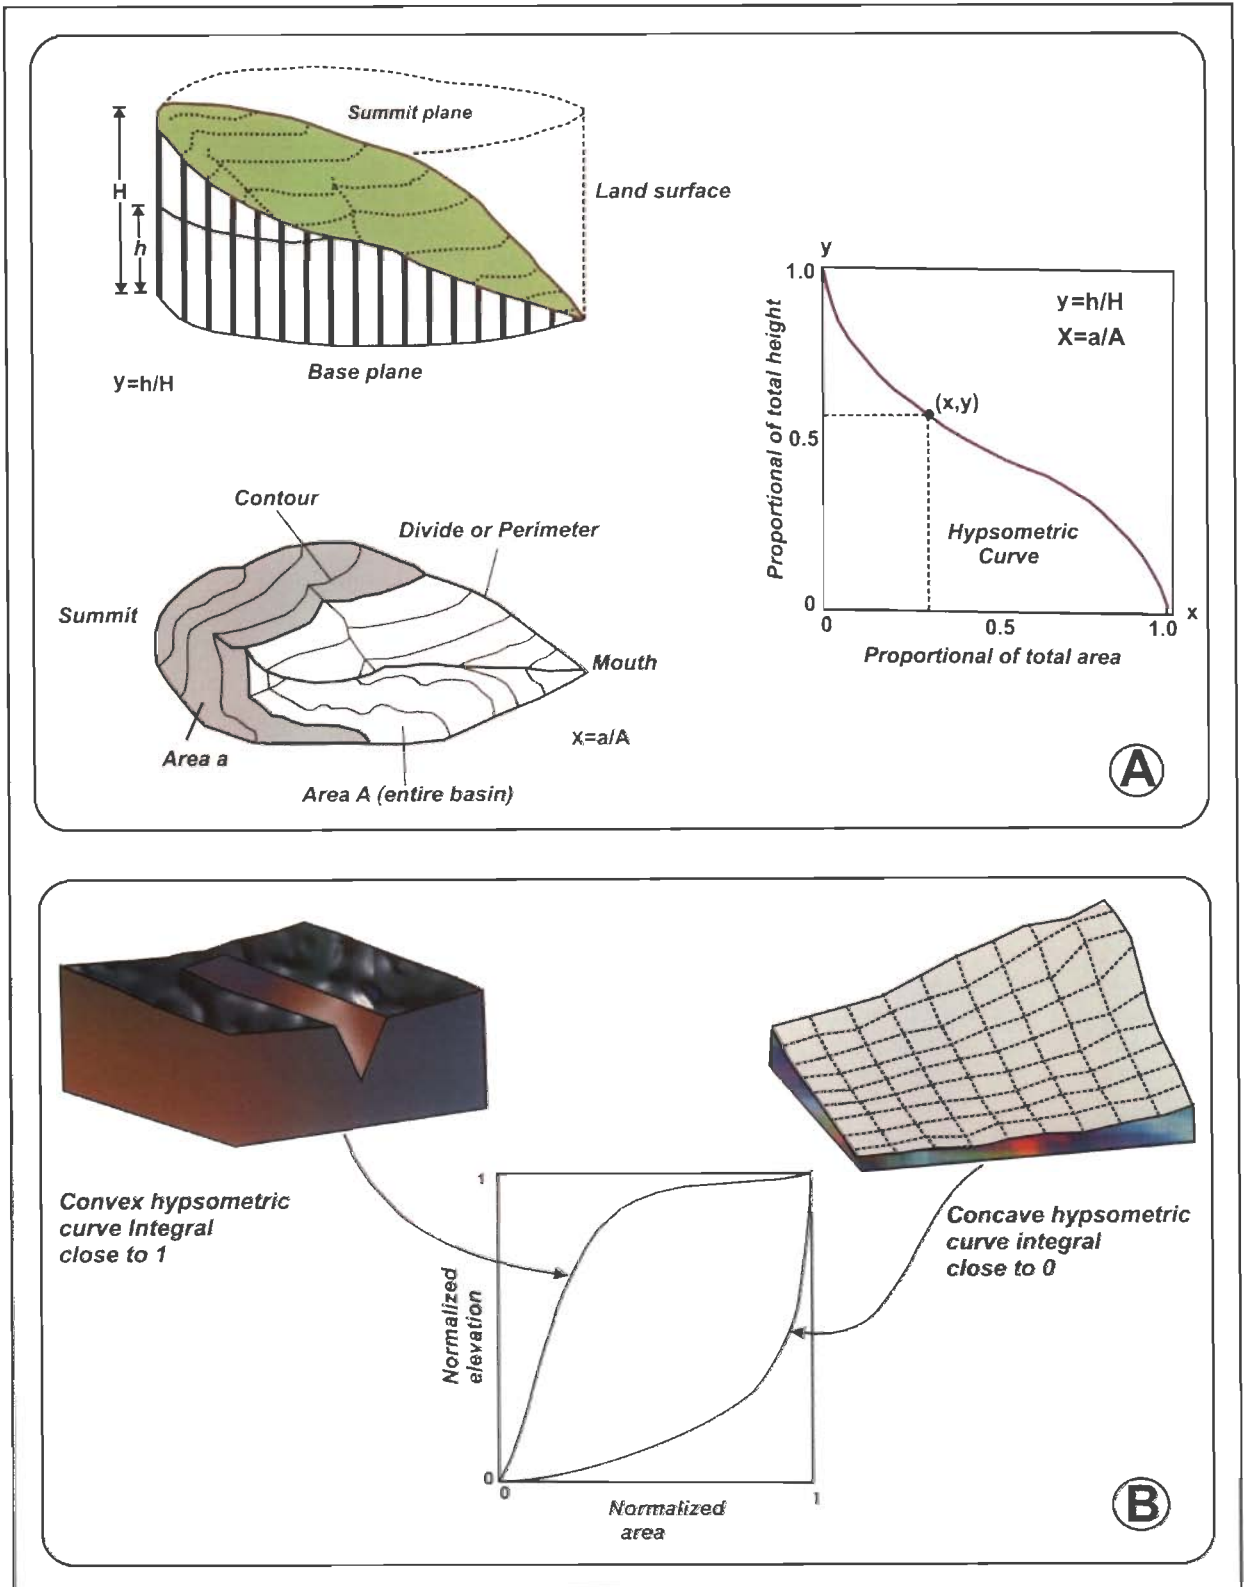 Summit plane
H
h
Land surface
Base plane
y=h/H
y
1.0
y=h/H
X=a/A
(x,y)
0.5
Proportional of total height
Hypsometric
Curve
0
x
0
0.5
1.0
Proportional of total area
Contour
Divide or Perimeter
Summit
Mouth
x=a/A
Area a
Area A (entire basin)
A
Convex hypsometric
curve Integral
close to 1
Concave hypsometric
curve integral
close to 0
1
Normalized
elevation
0
0
1
Normalized
area
B